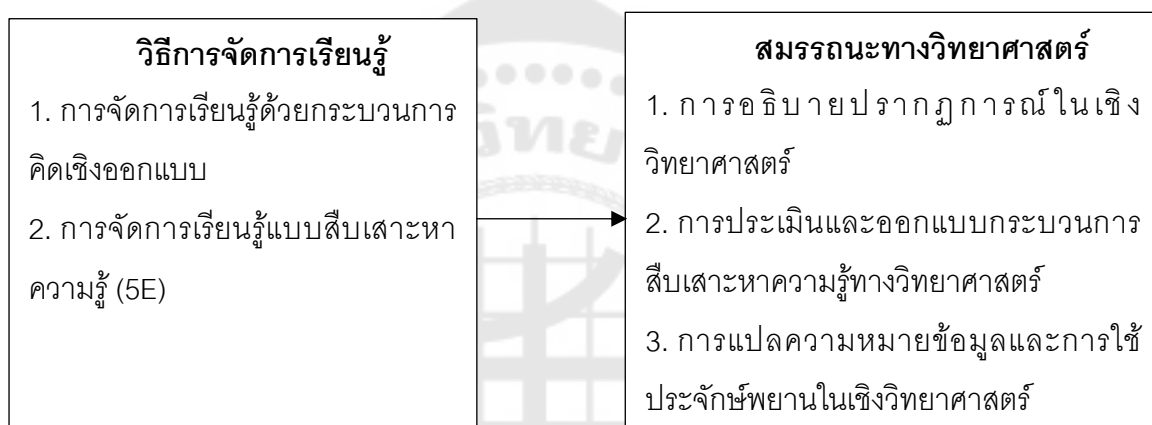 วิธีการจัดการเรียนรู้
1. การจัดการเรียนรู้ด้วยกระบวนการ
คิดเชิงออกแบบ
2. การจัดการเรียนรู้แบบสืบเสาะหา
ความรู้ (5E)
สมรรถนะทางวิทยาศาสตร์
1. การอธิบายปรากฏการณ์ในเชิง
วิทยาศาสตร์
2. การประเมินและออกแบบกระบวนการ
สืบเสาะหาความรู้ทางวิทยาศาสตร์
3. การแปลความหมายข้อมูลและการใช้
ประจักษ์พยานในเชิงวิทยาศาสตร์